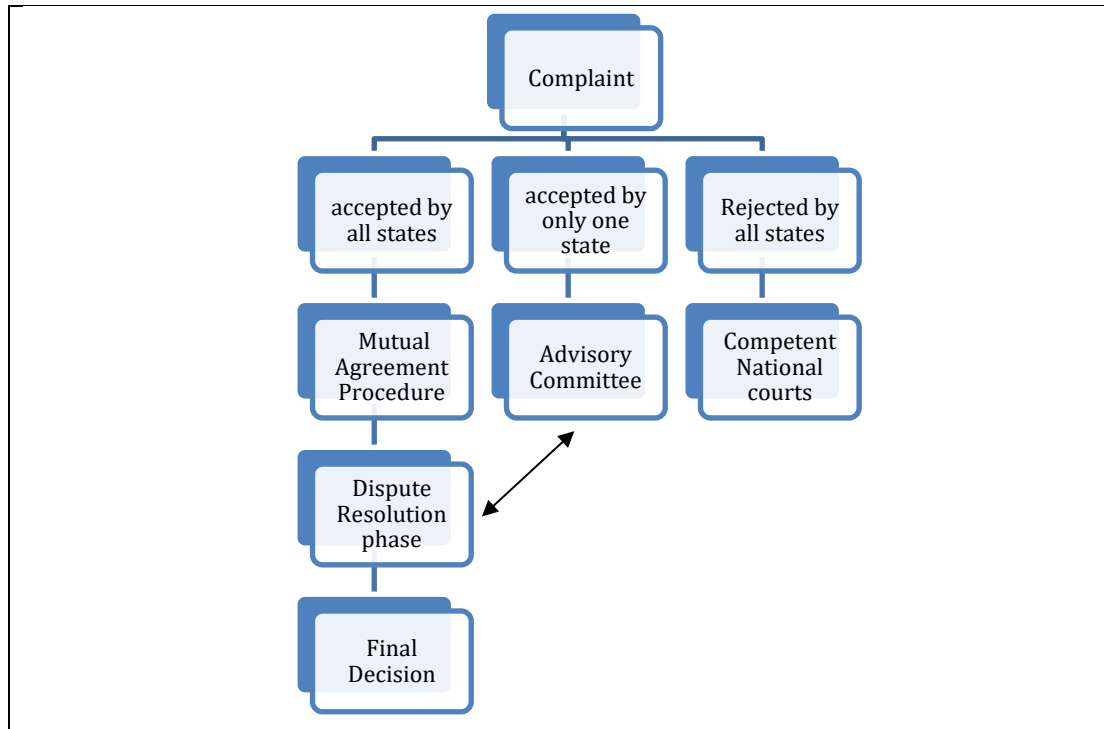 Complaint
accepted by
all states
accepted by
only one
state
Rejected by
all states
Mutual
Agreement
Procedure
Advisory
Committee
Competent
National
courts
Dispute
Resolution
phase
Final
Decision